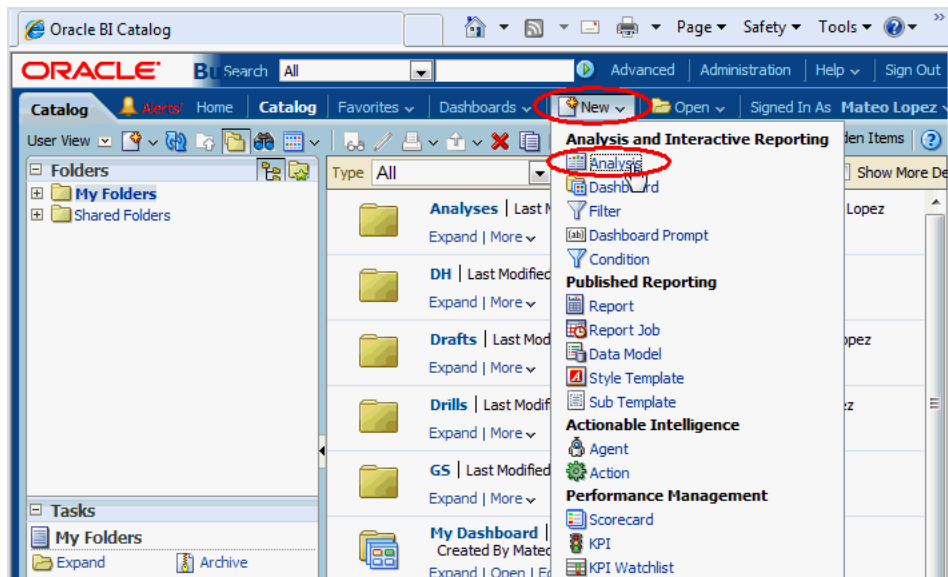 Oracle BI Catalog
Page Safety Tools
ORACLE Bu Search All Advanced Administration Help Sign Out
Catalog Alerts! Home Catalog Favorites Dashboards New Open Signed In As Mateo Lopez
User View
Analysis and Interactive Reporting
den Items
Folders
Type All
Analysis
Show More De
My Folders
Dashboard
Shared Folders
Analyses | Last M
Filter
Lopez
Expand | More
Dashboard Prompt
Condition
DH | Last Modified
Published Reporting
Expand | More
Report
Report Job
Drafts | Last Mod
opez
Data Model
Expand | More
Style Template
Drills | Last Modif
Sub Template
ez
Actionable Intelligence
Expand | More
Agent
GS | Last Modified
Action
Expand | More
Performance Management
Tasks
Scorecard
My Folders
My Dashboard |
Created By Mateo
KPI
Expand Archive
Expand | Open | Ed
KPI Watchlist